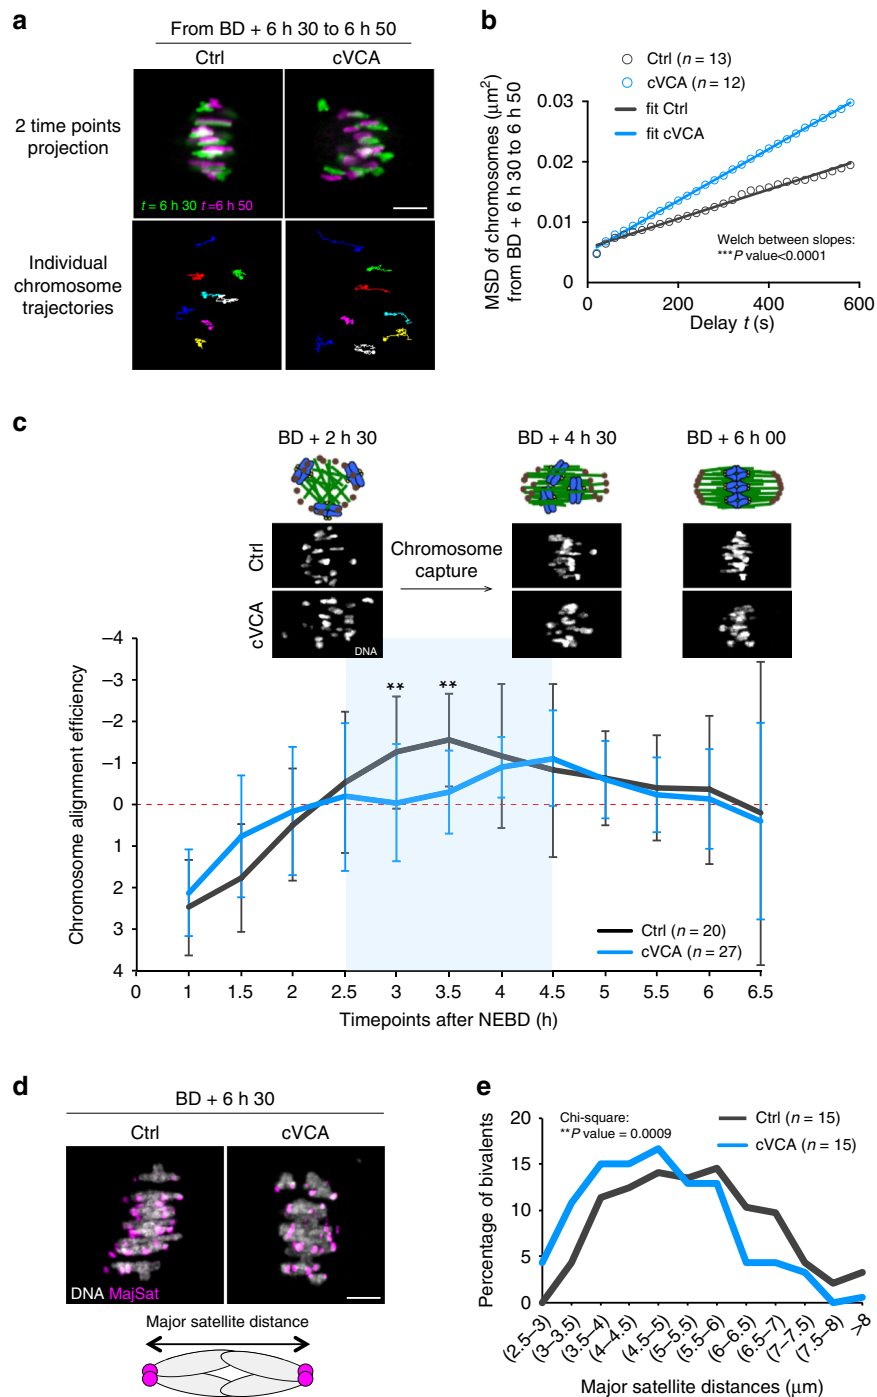 a
From BD + 6 h 30 to 6 h 50
Ctrl
cVCA
2 time points
projection
t = 6 h 30 t =6 h 50
Individual
chromosome
trajectories
b
Ctrl (n = 13)
cVCA (n = 12)
fit Ctrl
fit cVCA
MSD of chromosomes (μm²)
from BD + 6 h 30 to 6 h 50
0.03
0.02
0.01
0
Welch between slopes:
***P value<0.0001
0
200
400
600
Delay t (s)
c
BD + 2 h 30
BD + 4 h 30
BD + 6 h 00
Ctrl
Chromosome
capture
cVCA
DNA
Chromosome alignment efficiency
–4
–3
–2
–1
0
1
2
3
4
**
**
Ctrl (n = 20)
cVCA (n = 27)
0
1
1.5
2
2.5
3
3.5
4
4.5
5
5.5
6
6.5
Timepoints after NEBD (h)
d
BD + 6 h 30
Ctrl
cVCA
DNA MajSat
Major satellite distance
e
Chi-square:
**P value = 0.0009
Ctrl (n = 15)
cVCA (n = 15)
Percentage of bivalents
20
15
10
5
0
(2.5–3)
(3–3.5)
(3.5–4)
(4–4.5)
(4.5–5)
(5–5.5)
(5.5–6)
(6–6.5)
(6.5–7)
(7–7.5)
(7.5–8)
>8
Major satellite distances (μm)